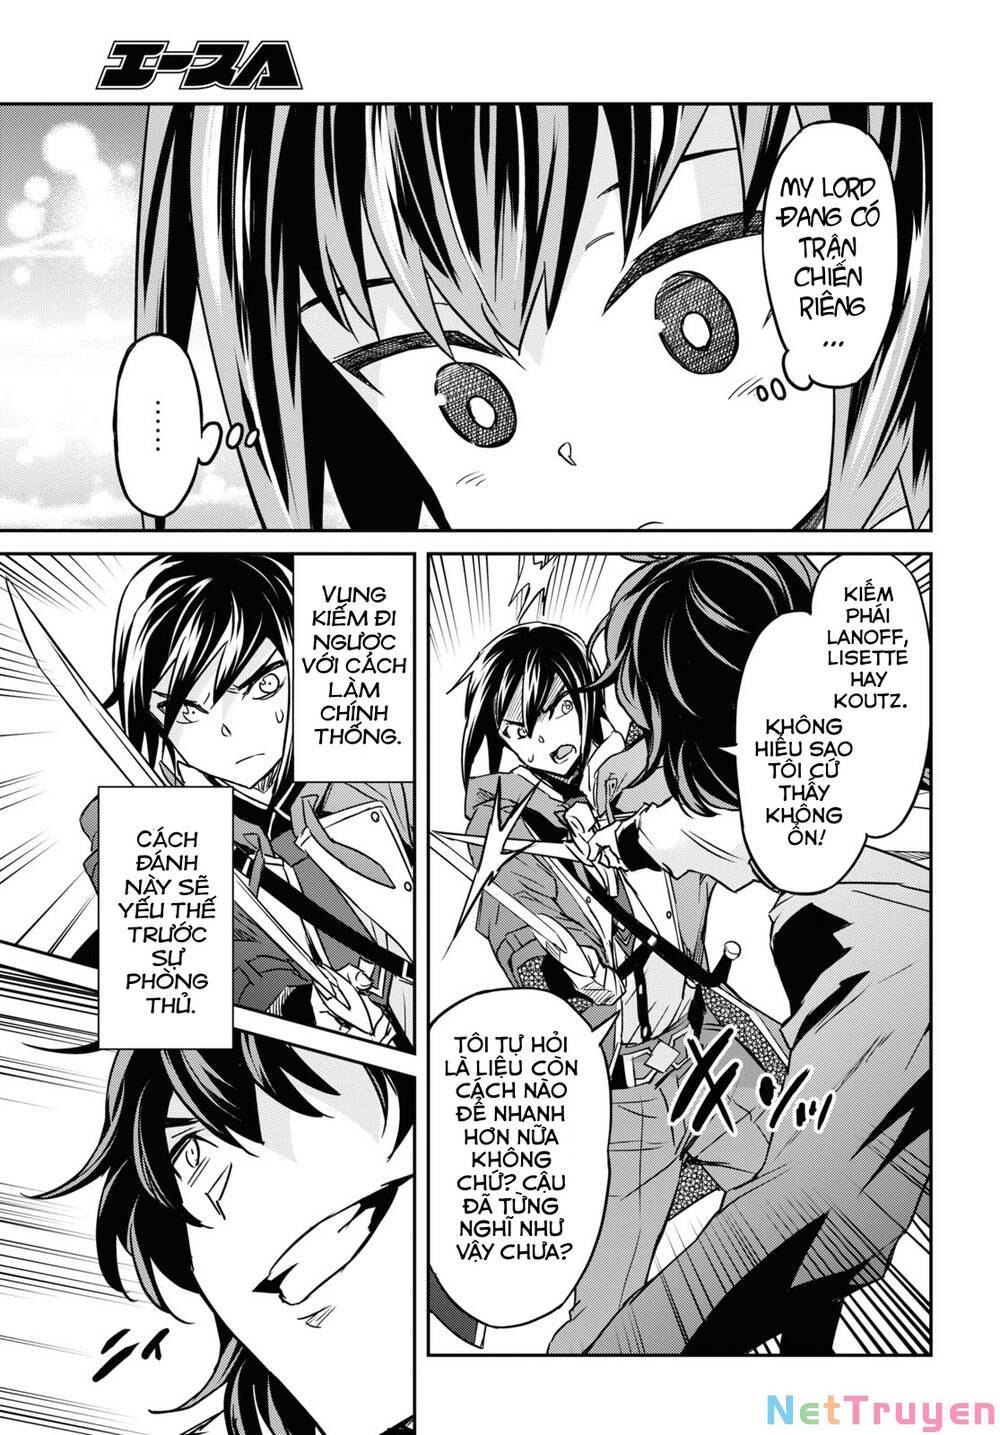 エースA
MY LORD
ĐANG CÓ
TRẬN
CHIẾN
RIÊNG
...
......
KIẾM
PHÁI
LANOFF,
LISETTE
HAY
KOUTZ.
KHÔNG
HIỂU SAO
TÔI CỨ
THẤY
KHÔNG
ỔN!
TÔI TỰ HỎI
LÀ LIỆU CÒN
CÁCH NÀO
ĐỂ NHANH
HƠN NỮA
KHÔNG
CHỨ? CẬU
ĐÃ TỪNG
NGHĨ NHƯ
VẬY CHƯA?
VUNG
KIẾM ĐI
NGƯỢC
VỚI CÁCH
LÀM
CHÍNH
THỐNG.
CÁCH
ĐÁNH
NÀY SẼ
YẾU THẾ
TRƯỚC
SỰ
PHÒNG
THỦ.
NetTruyen